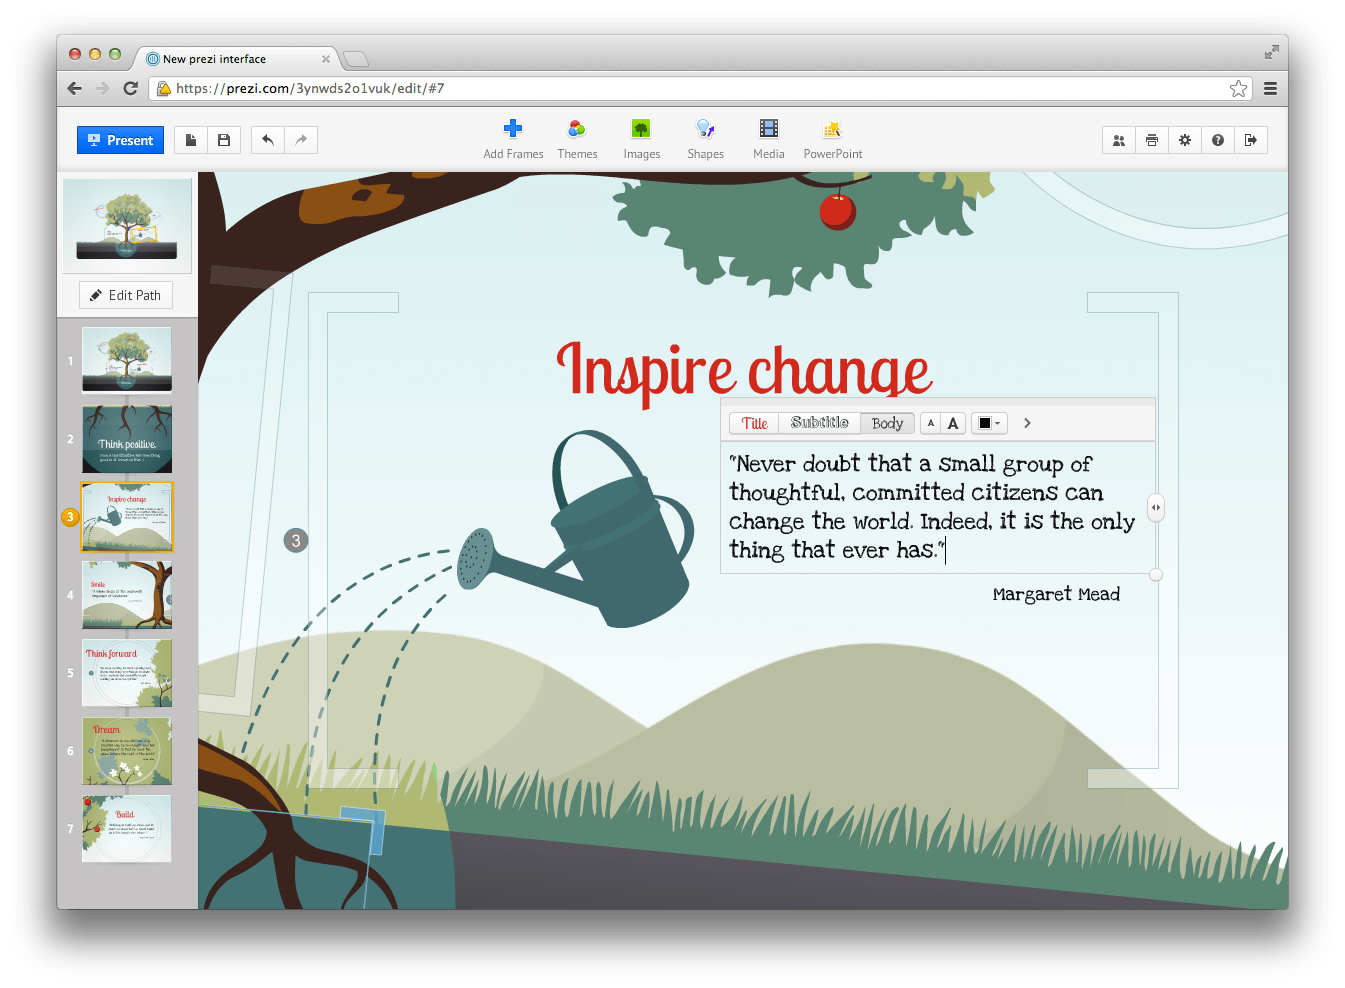 New prezi interface
https://prezi.com/3ynwds2o1vuk/edit/#7
Present
Add Frames
Themes
Images
Shapes
Media
PowerPoint
Edit Path
1
2
Think positive.
3
Inspire change
4
Smile
5
Think forward
6
Dream
7
Build
3
Inspire change
Title
Subtitle
Body
A
A
"Never doubt that a small group of
thoughtful, committed citizens can
change the world. Indeed, it is the only
thing that ever has."
Margaret Mead